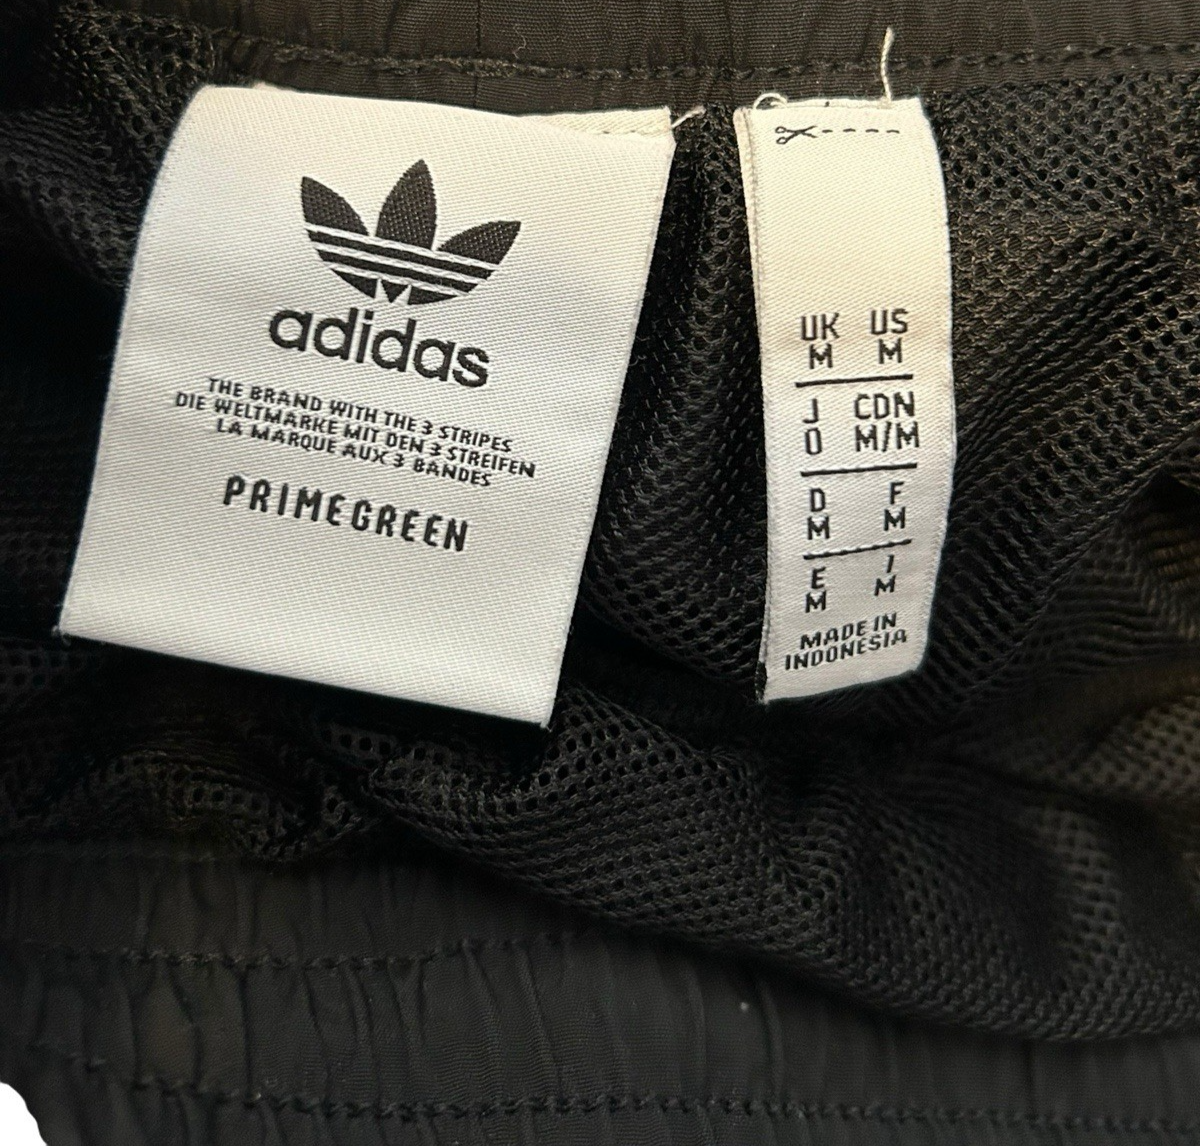 adidas
THE BRAND WITH THE 3 STRIPES
DIE WELTMARKE MIT DEN 3 STREIFEN
LA MARQUE AUX 3 BANDES
PRIMEGREEN
UK US
M M
J CDN
O M/M
D F
M M
E I
M M
MADE IN
INDONESIA